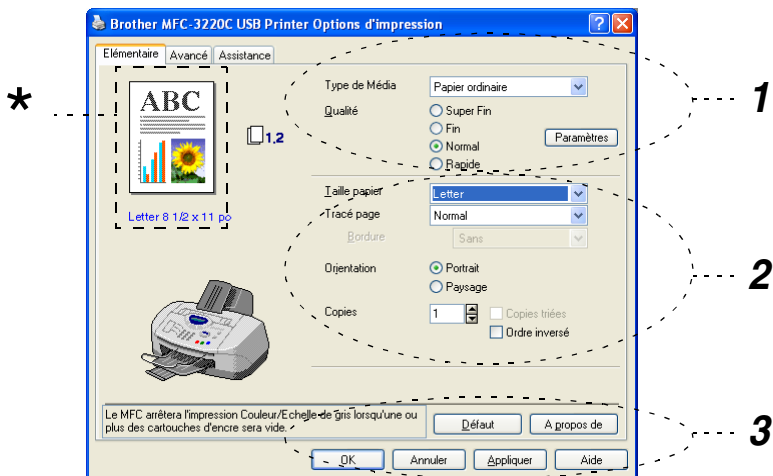 Brother MFC-3220C USB Printer Options d'impression
Elémentaire Avancé Assistance
*
ABC
1,2
Letter 8 1/2 x 11 po
Type de Média Papier ordinaire
Qualité Super Fin
Fin
Normal
Rapide
Paramètres
1
Taille papier Letter
Tracé page Normal
Bordure Sans
Orientation Portrait
Paysage
Copies 1 Copies triées
Ordre inversé
2
Le MFC arrêtera l'impression Couleur/Echelle de gris lorsqu'une ou
plus des cartouches d'encre sera vide.
Défaut A propos de
3
OK Annuler Appliquer Aide